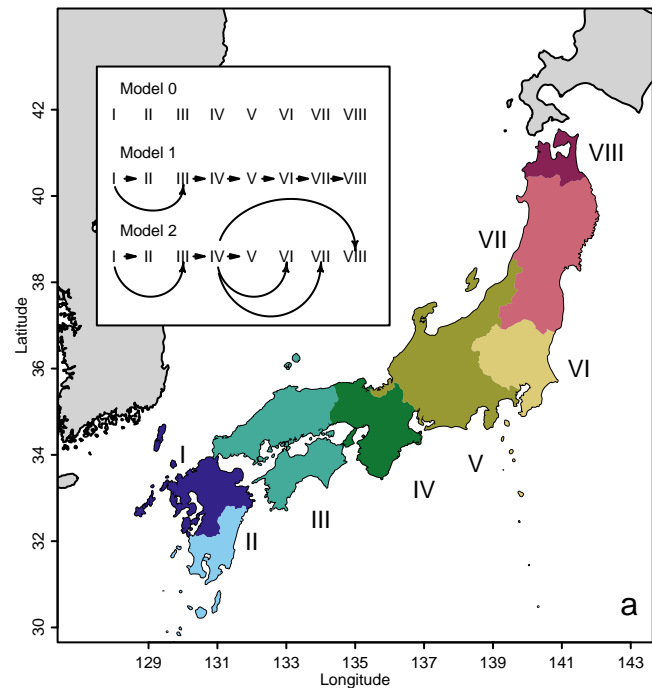 Model 0
I II III IV V VI VII VIII
Model 1
I II III IV V VI VII VIII
Model 2
I II III IV V VI VII VIII
VIII
VII
VI
V
IV
III
I
II
a
42
40
38
36
34
32
30
Latitude
129 131 133 135 137 139 141 143
Longitude